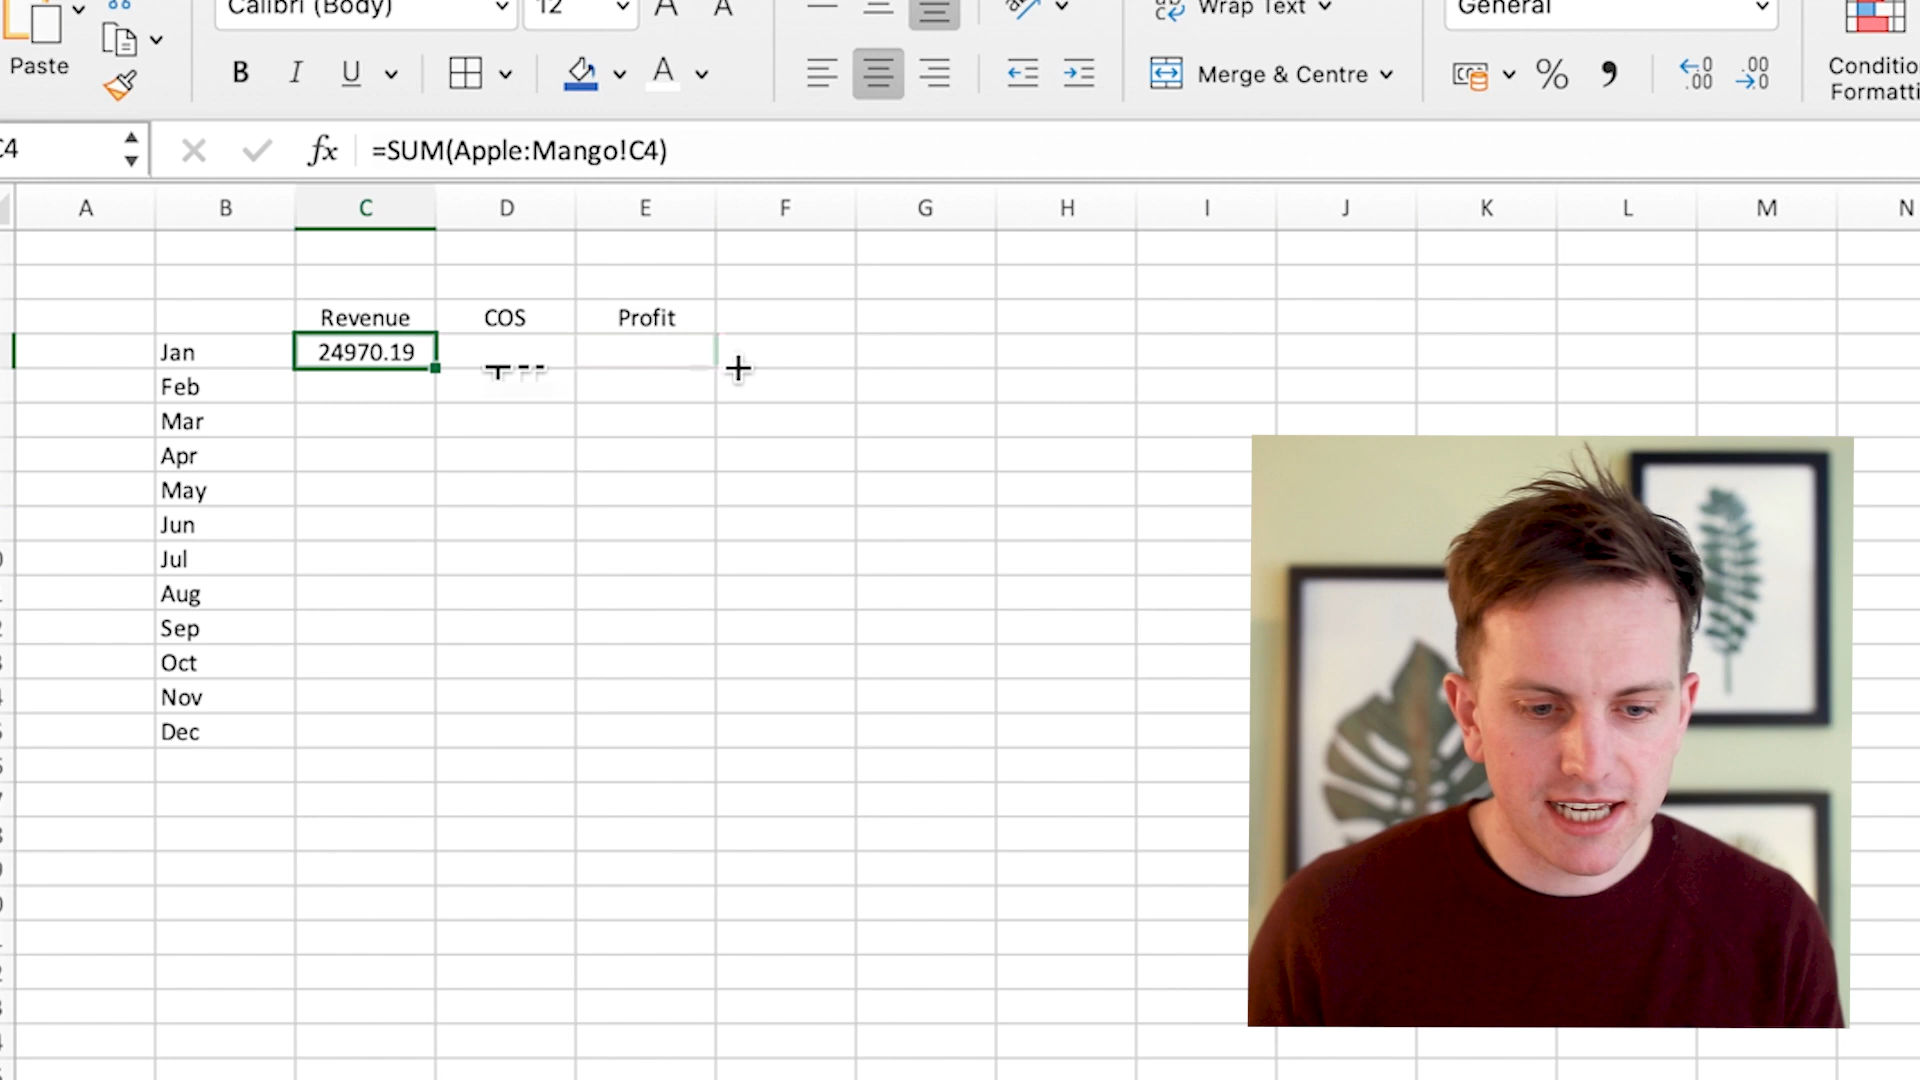 Calibri (Body) 12 A A Wrap Text General
Paste B I U A Merge & Centre % Conditio
Formatti
C4 fx =SUM(Apple:Mango!C4)
A B C D E F G H I J K L M N
Revenue COS Profit
Jan 24970.19
Feb
Mar
Apr
May
Jun
Jul
Aug
Sep
Oct
Nov
Dec